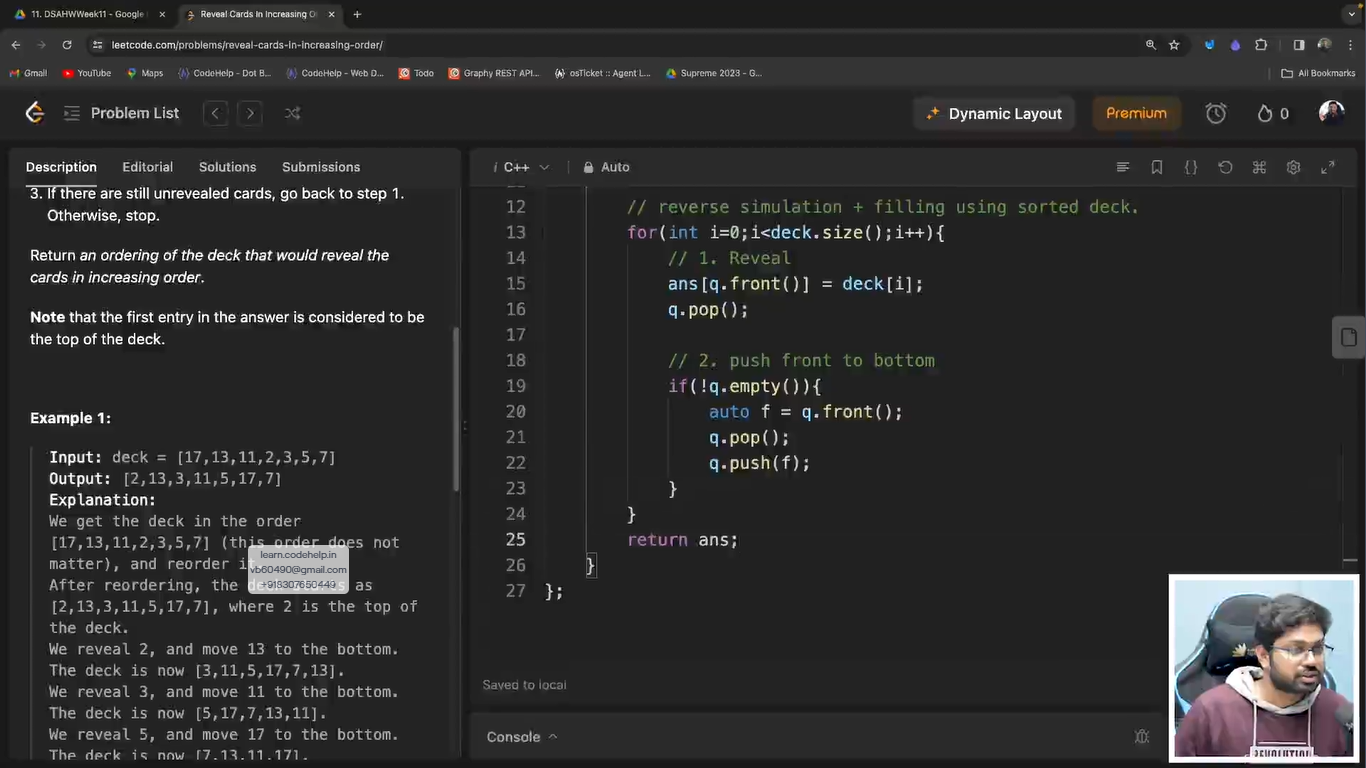 11. DSAHWWeek11 - Google
Reveal Cards In Increasing O
leetcode.com/problems/reveal-cards-in-increasing-order/
Gmail
YouTube
Maps
CodeHelp - Dot B...
CodeHelp - Web D...
Todo
Graphy REST API...
osTicket :: Agent L...
Supreme 2023 - G...
All Bookmarks
Problem List
Dynamic Layout
Premium
0
Description
Editorial
Solutions
Submissions
3. If there are still unrevealed cards, go back to step 1.
Otherwise, stop.
Return an ordering of the deck that would reveal the
cards in increasing order.
Note that the first entry in the answer is considered to be
the top of the deck.
Example 1:
Input: deck = [17,13,11,2,3,5,7]
Output: [2,13,3,11,5,17,7]
Explanation:
We get the deck in the order
[17,13,11,2,3,5,7] (this order does not
matter), and reorder it
After reordering, the deck starts as
[2,13,3,11,5,17,7], where 2 is the top of
the deck.
We reveal 2, and move 13 to the bottom.
The deck is now [3,11,5,17,7,13].
We reveal 3, and move 11 to the bottom.
The deck is now [5,17,7,13,11].
We reveal 5, and move 17 to the bottom.
The deck is now [7,13,11,17].
learn.codehelp.in
vb60490@gmail.com
+918307650449
i C++
Auto
12 // reverse simulation + filling using sorted deck.
13 for(int i=0;i<deck.size();i++){
14 // 1. Reveal
15 ans[q.front()] = deck[i];
16 q.pop();
17
18 // 2. push front to bottom
19 if(!q.empty()){
20 auto f = q.front();
21 q.pop();
22 q.push(f);
23 }
24 }
25 return ans;
26 }
27 };
Saved to local
Console
REVOLUTION